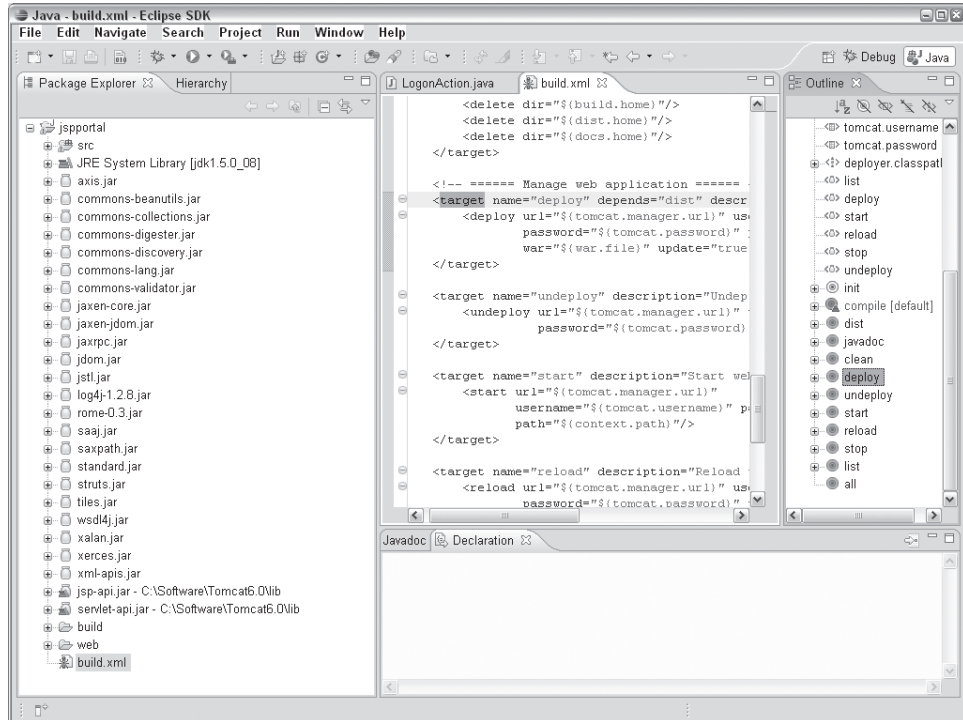 Java - build.xml - Eclipse SDK
File Edit Navigate Search Project Run Window Help
Debug Java
Package Explorer Hierarchy
jspportal
src
JRE System Library [jdk1.5.0_08]
axis.jar
commons-beanutils.jar
commons-collections.jar
commons-digester.jar
commons-discovery.jar
commons-lang.jar
commons-validator.jar
jaxen-core.jar
jaxen-jdom.jar
jaxrpc.jar
jdom.jar
jstl.jar
log4j-1.2.8.jar
rome-0.3.jar
saaj.jar
saxpath.jar
standard.jar
struts.jar
tiles.jar
wsdl4j.jar
xalan.jar
xerces.jar
xml-apis.jar
jsp-api.jar - C:\Software\Tomcat6.0\lib
servlet-api.jar - C:\Software\Tomcat6.0\lib
build
web
build.xml
LogonAction.java build.xml
<delete dir="${build.home}"/>
<delete dir="${dist.home}"/>
<delete dir="${docs.home}"/>
</target>
<!-- ====== Manage web application ====== -
<target name="deploy" depends="dist" descr
<deploy url="${tomcat.manager.url}" use
password="${tomcat.password}"
war="${war.file}" update="true
</target>
<target name="undeploy" description="Undep
<undeploy url="${tomcat.manager.url}"
password="${tomcat.password}
</target>
<target name="start" description="Start web
<start url="${tomcat.manager.url}"
username="${tomcat.username}" pa
path="${context.path}"/>
</target>
<target name="reload" description="Reload
<reload url="${tomcat.manager.url}" use
password="${tomcat.password}"
Outline
tomcat.username
tomcat.password
deployer.classpatl
list
deploy
start
reload
stop
undeploy
init
compile [default]
dist
javadoc
clean
deploy
undeploy
start
reload
stop
list
all
Javadoc Declaration